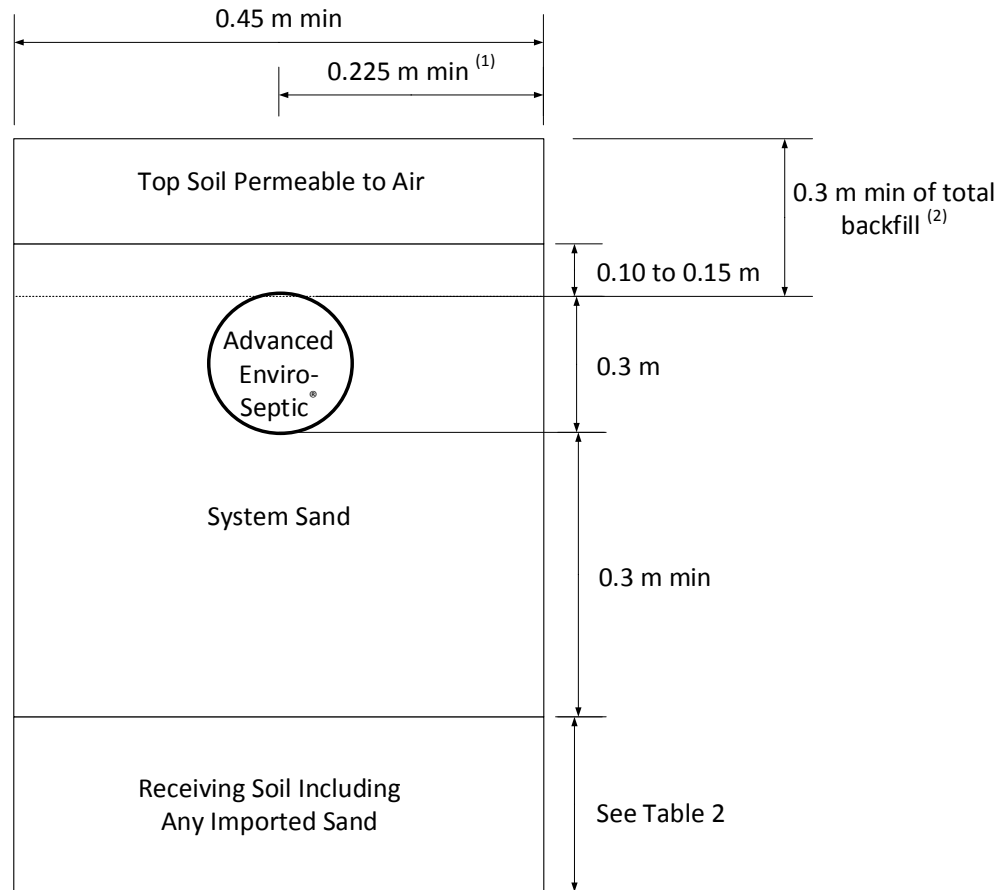 0.45 m min
0.225 m min (1)
Top Soil Permeable to Air
0.3 m min of total
backfill (2)
0.10 to 0.15 m
Advanced
Enviro-
Septic®
0.3 m
System Sand
0.3 m min
Receiving Soil Including
Any Imported Sand
See Table 2